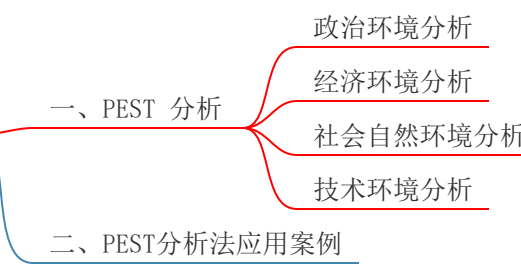 政治环境分析
经济环境分析
一、PEST 分析
社会自然环境分析
技术环境分析
二、PEST分析法应用案例